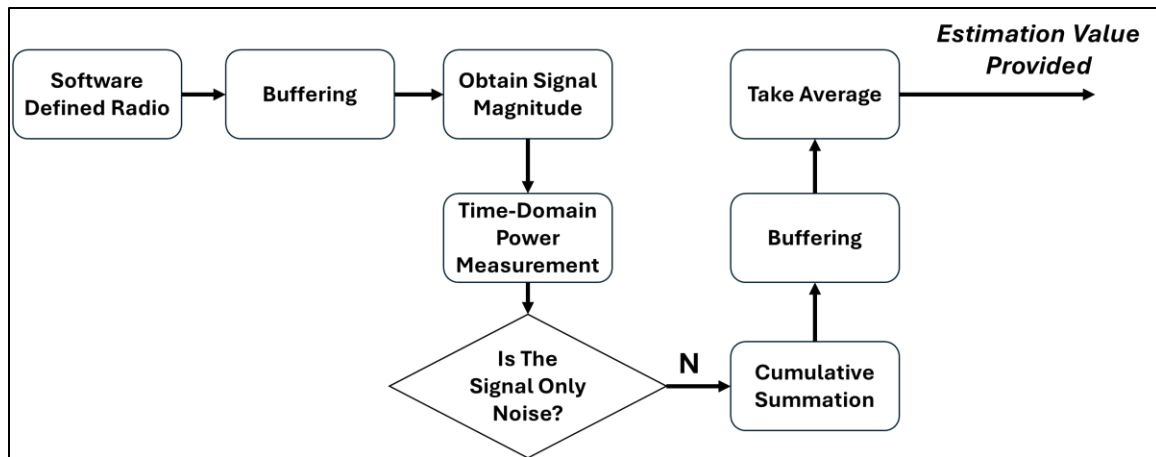 Software
Defined Radio
Buffering
Obtain Signal
Magnitude
Time-Domain
Power
Measurement
Is The
Signal Only
Noise?
N
Cumulative
Summation
Buffering
Take Average
Estimation Value
Provided